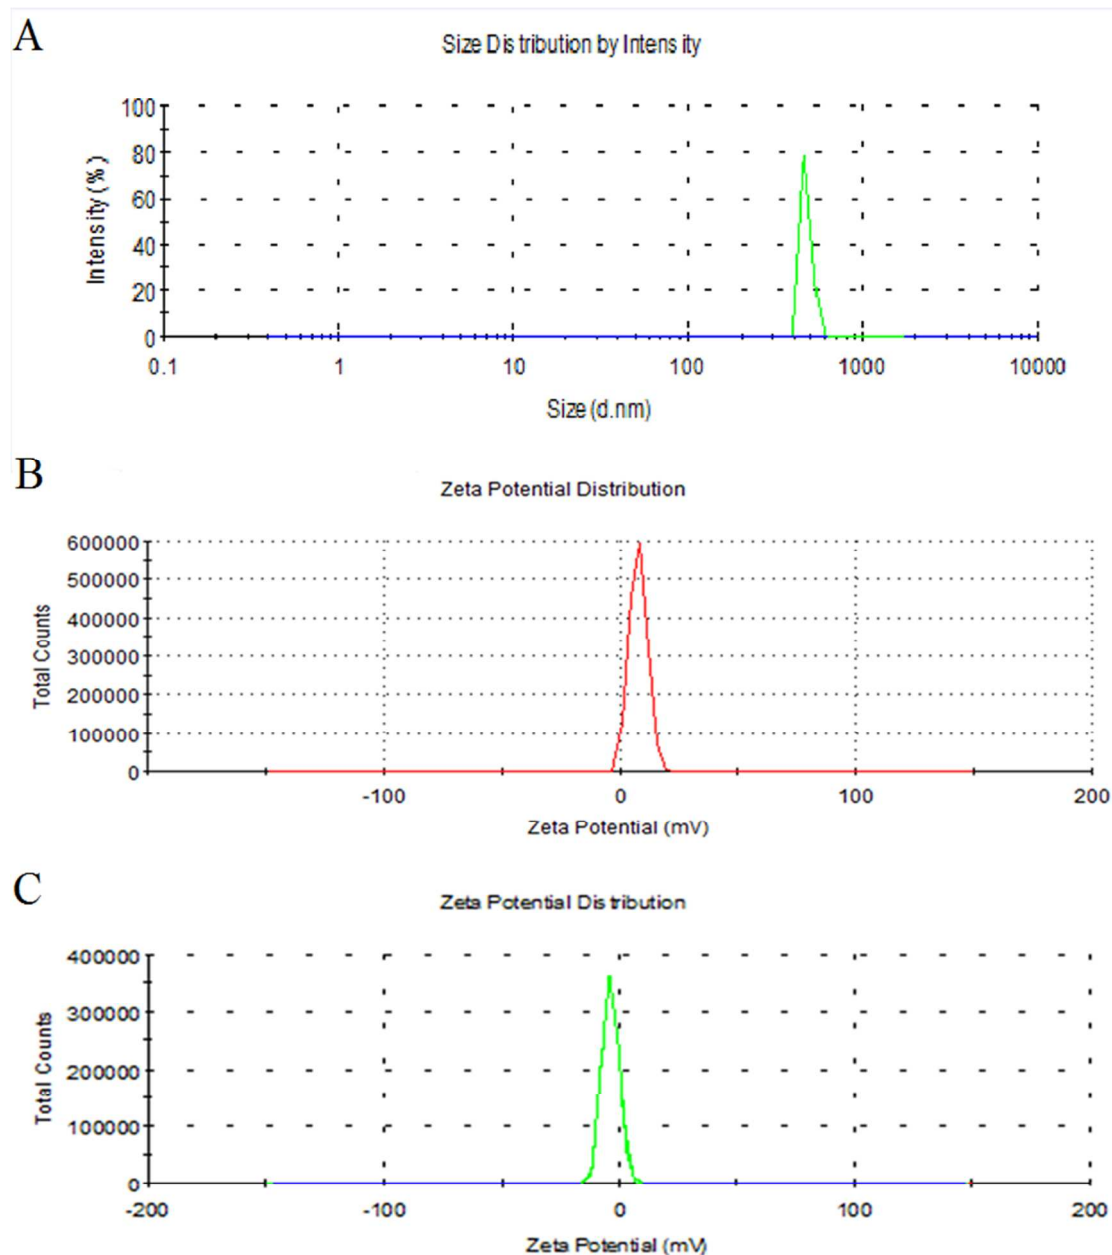 A
Size Distribution by Intensity
Intensity (%)
100
80
60
40
20
0
0.1 1 10 100 1000 10000
Size (d.nm)
B
Zeta Potential Distribution
Total Counts
600000
500000
400000
300000
200000
100000
0
-100 0 100 200
Zeta Potential (mV)
C
Zeta Potential Distribution
Total Counts
400000
300000
200000
100000
0
-200 -100 0 100 200
Zeta Potential (mV)